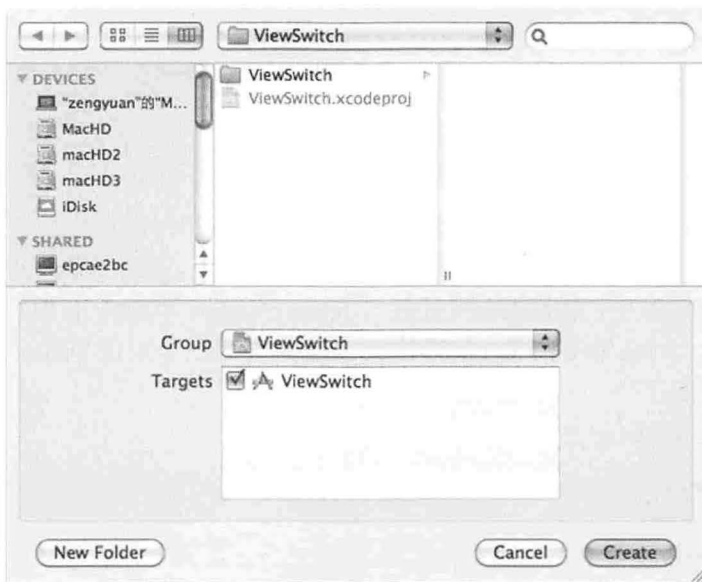 ViewSwitch
DEVICES
"zengyuan"的"M...
MacHD
macHD2
macHD3
iDisk
SHARED
epcae2bc
ViewSwitch
ViewSwitch.xcodeproj
Group ViewSwitch
Targets ViewSwitch
New Folder
Cancel
Create